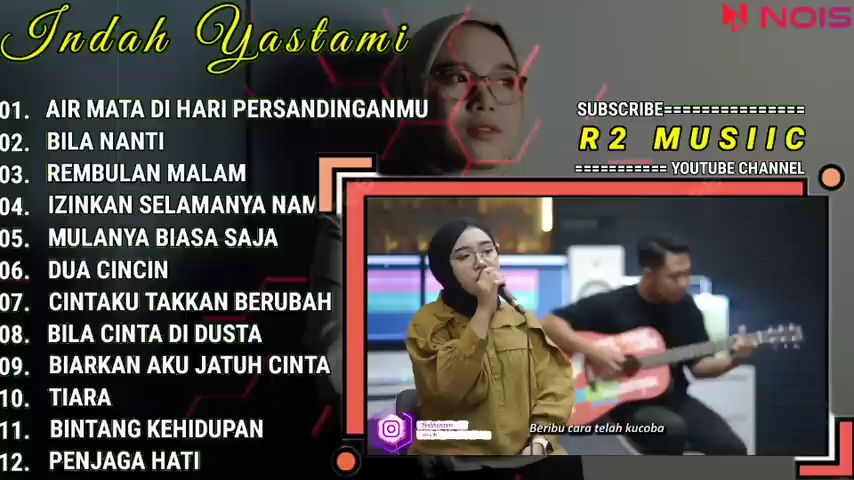 Indah Yastami
NOIS
01. AIR MATA DI HARI PERSANDINGANMU
02. BILA NANTI
03. REMBULAN MALAM
04. IZINKAN SELAMANYA NAM
05. MULANYA BIASA SAJA
06. DUA CINCIN
07. CINTAKU TAKKAN BERUBAH
08. BILA CINTA DI DUSTA
09. BIARKAN AKU JATUH CINTA
10. TIARA
11. BINTANG KEHIDUPAN
12. PENJAGA HATI
SUBSCRIBE===============
R2 MUSIIC
=========== YOUTUBE CHANNEL
Beribu cara telah kucoba